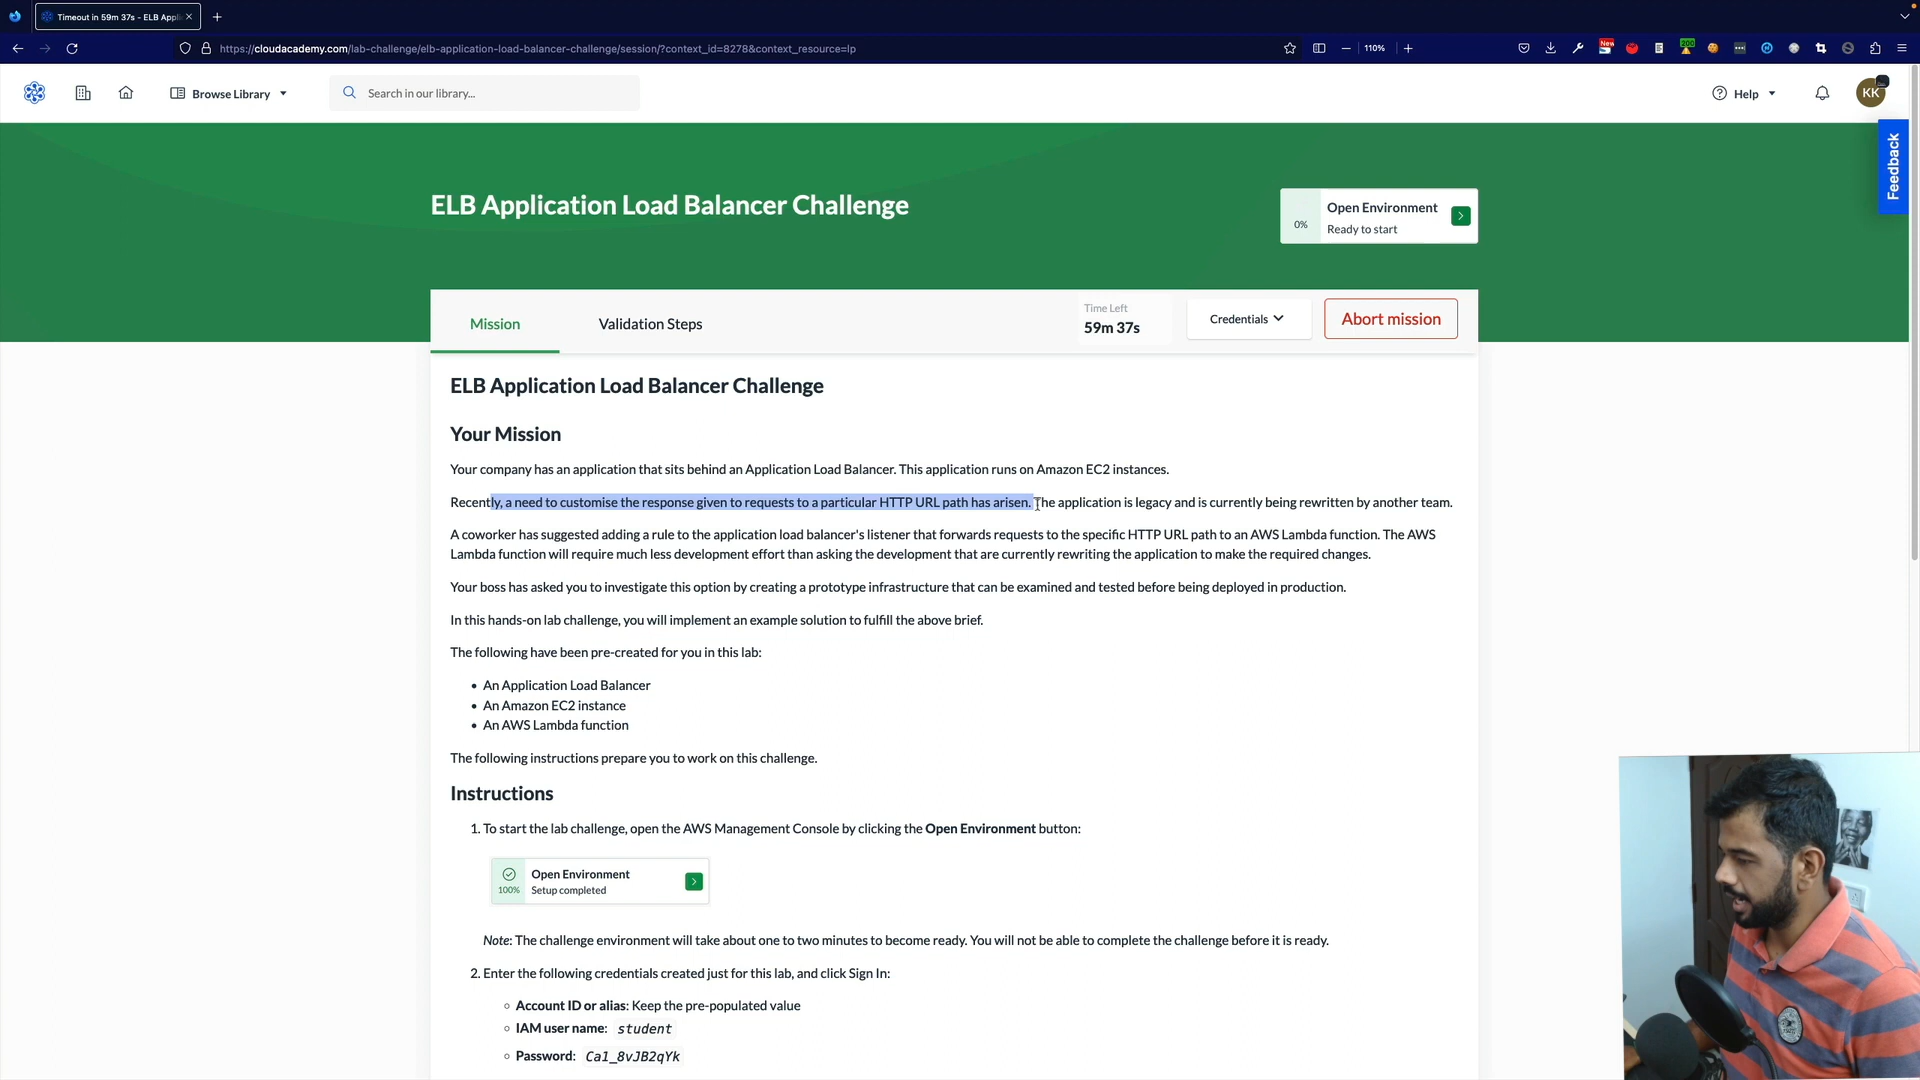 Timeout in 59m 37s - ELB Appli
https://cloudacademy.com/lab-challenge/elb-application-load-balancer-challenge/session/?context_id=8278&context_resource=lp
110%
New
200
Browse Library
Search in our library...
Help
KK
Feedback
ELB Application Load Balancer Challenge
0%
Open Environment
Ready to start
Mission
Validation Steps
Time Left
59m 37s
Credentials
Abort mission
ELB Application Load Balancer Challenge
Your Mission
Your company has an application that sits behind an Application Load Balancer. This application runs on Amazon EC2 instances.
Recently, a need to customise the response given to requests to a particular HTTP URL path has arisen. The application is legacy and is currently being rewritten by another team.
A coworker has suggested adding a rule to the application load balancer's listener that forwards requests to the specific HTTP URL path to an AWS Lambda function. The AWS
Lambda function will require much less development effort than asking the development that are currently rewriting the application to make the required changes.
Your boss has asked you to investigate this option by creating a prototype infrastructure that can be examined and tested before being deployed in production.
In this hands-on lab challenge, you will implement an example solution to fulfill the above brief.
The following have been pre-created for you in this lab:
• An Application Load Balancer
• An Amazon EC2 instance
• An AWS Lambda function
The following instructions prepare you to work on this challenge.
Instructions
1. To start the lab challenge, open the AWS Management Console by clicking the Open Environment button:
100%
Open Environment
Setup completed
Note: The challenge environment will take about one to two minutes to become ready. You will not be able to complete the challenge before it is ready.
2. Enter the following credentials created just for this lab, and click Sign In:
Account ID or alias: Keep the pre-populated value
IAM user name: student
Password: Ca1_8vJB2qYk